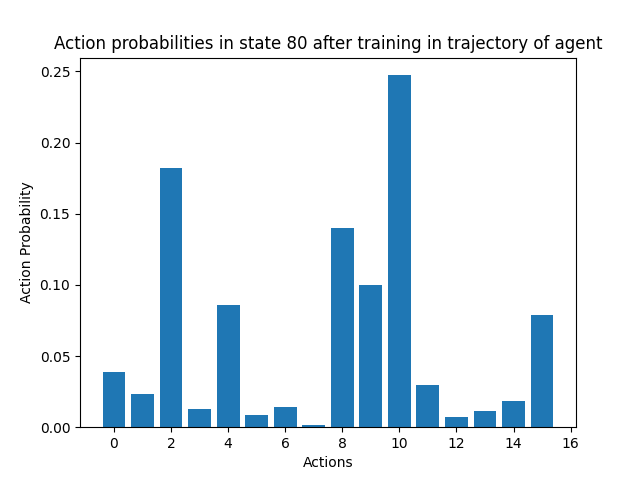 Action probabilities in state 80 after training in trajectory of agent
0.25
0.20
0.15
0.10
0.05
0.00
Action Probability
0 2 4 6 8 10 12 14 16
Actions